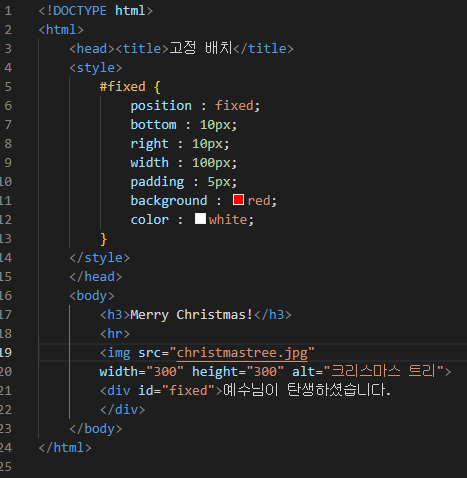 1 <!DOCTYPE html>
2 <html>
3 <head><title>고정 배치</title>
4 <style>
5 #fixed {
6 position : fixed;
7 bottom : 10px;
8 right : 10px;
9 width : 100px;
10 padding : 5px;
11 background : red;
12 color : white;
13 }
14 </style>
15 </head>
16 <body>
17 <h3>Merry Christmas!</h3>
18 <hr>
19 <img src="christmastree.jpg"
20 width="300" height="300" alt="크리스마스 트리">
21 <div id="fixed">예수님이 탄생하셨습니다.
22 </div>
23 </body>
24 </html>
25